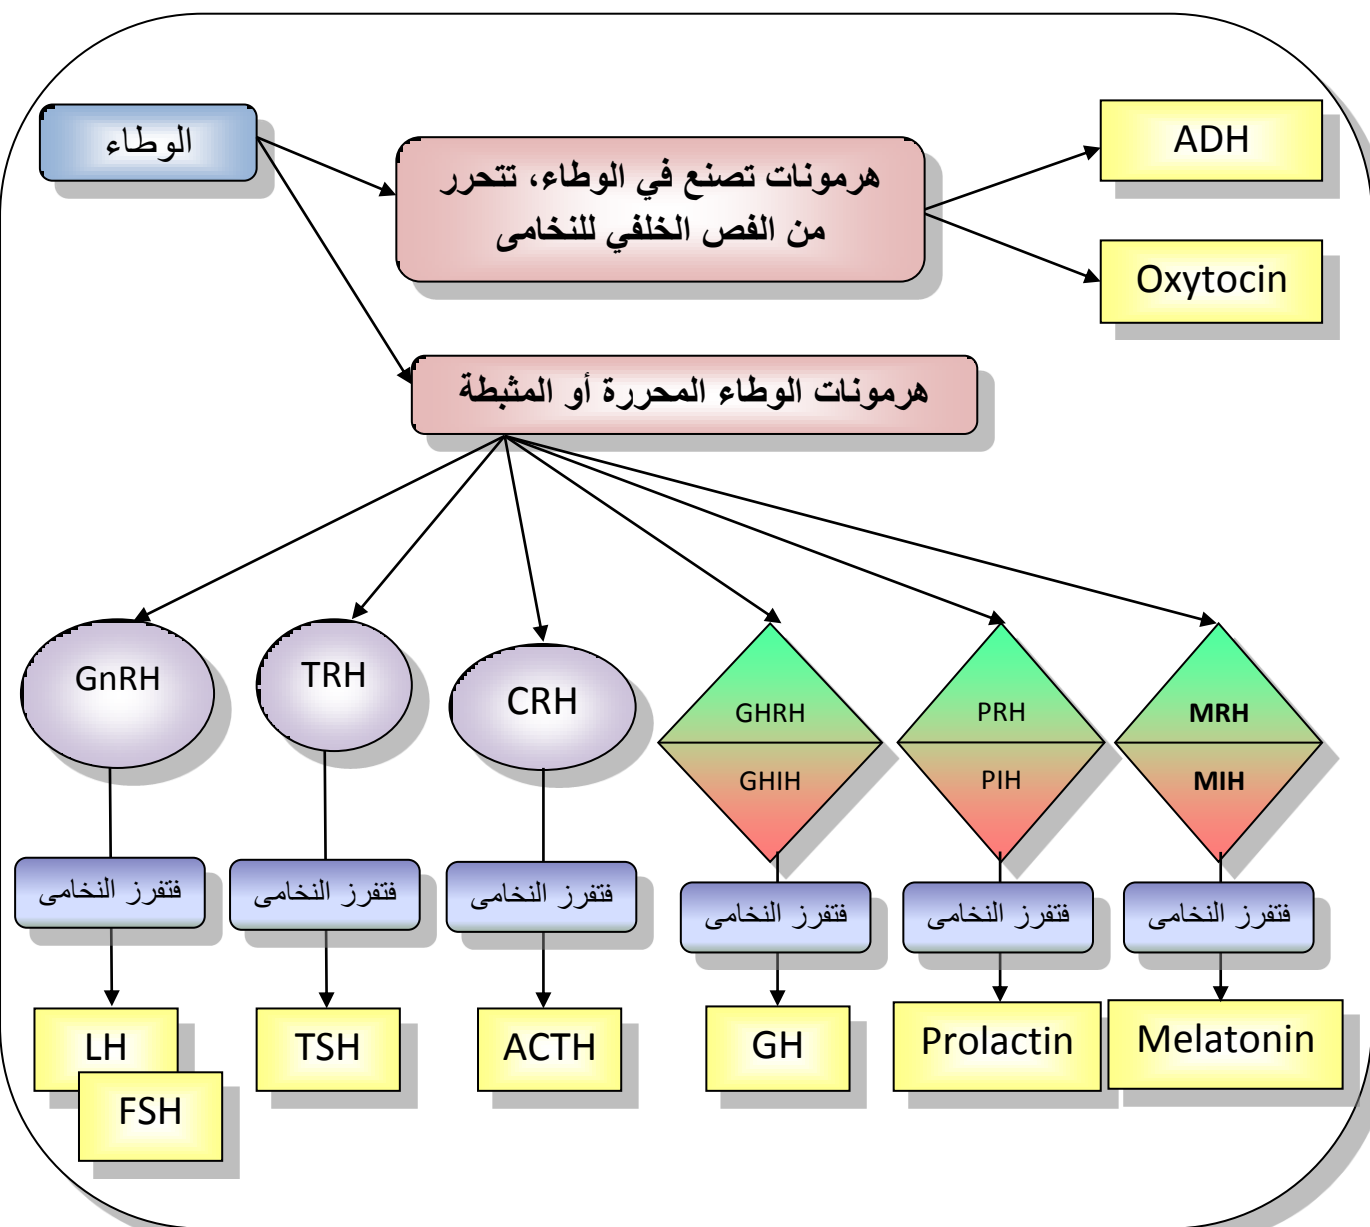 الوطاء
هرمونات تصنع في الوطاء، تتحرر
من الفص الخلفي للنخامى
ADH
Oxytocin
هرمونات الوطاء المحررة أو المثبطة
GnRH
TRH
CRH
GHRH
GHIH
PRH
PIH
MRH
MIH
فتفرز النخامى
فتفرز النخامى
فتفرز النخامى
فتفرز النخامى
فتفرز النخامى
فتفرز النخامى
LH
FSH
TSH
ACTH
GH
Prolactin
Melatonin